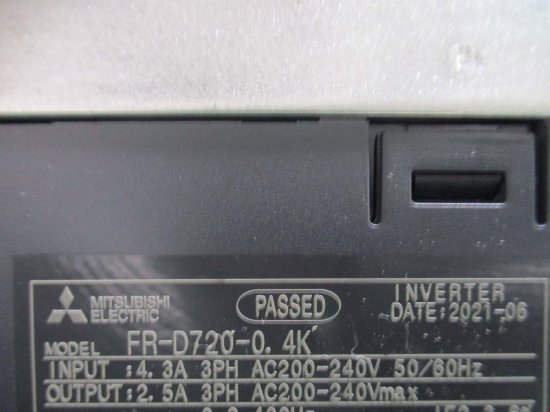 MITSUBISHI ELECTRIC
PASSED
INVERTER
DATE:2021-06
MODEL FR-D720-0.4K
INPUT :4.3A 3PH AC200-240V 50/60Hz
OUTPUT:2.5A 3PH AC200-240Vmax